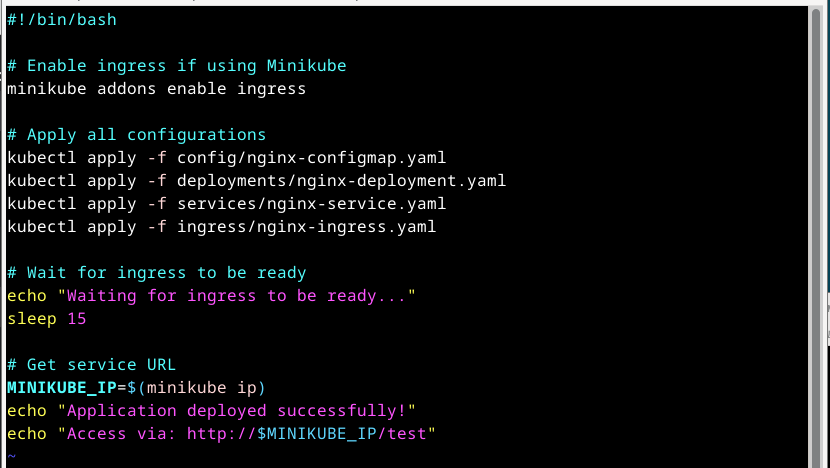 #!/bin/bash

# Enable ingress if using Minikube
minikube addons enable ingress

# Apply all configurations
kubectl apply -f config/nginx-configmap.yaml
kubectl apply -f deployments/nginx-deployment.yaml
kubectl apply -f services/nginx-service.yaml
kubectl apply -f ingress/nginx-ingress.yaml

# Wait for ingress to be ready
echo "Waiting for ingress to be ready..."
sleep 15

# Get service URL
MINIKUBE_IP=$(minikube ip)
echo "Application deployed successfully!"
echo "Access via: http://$MINIKUBE_IP/test"
~